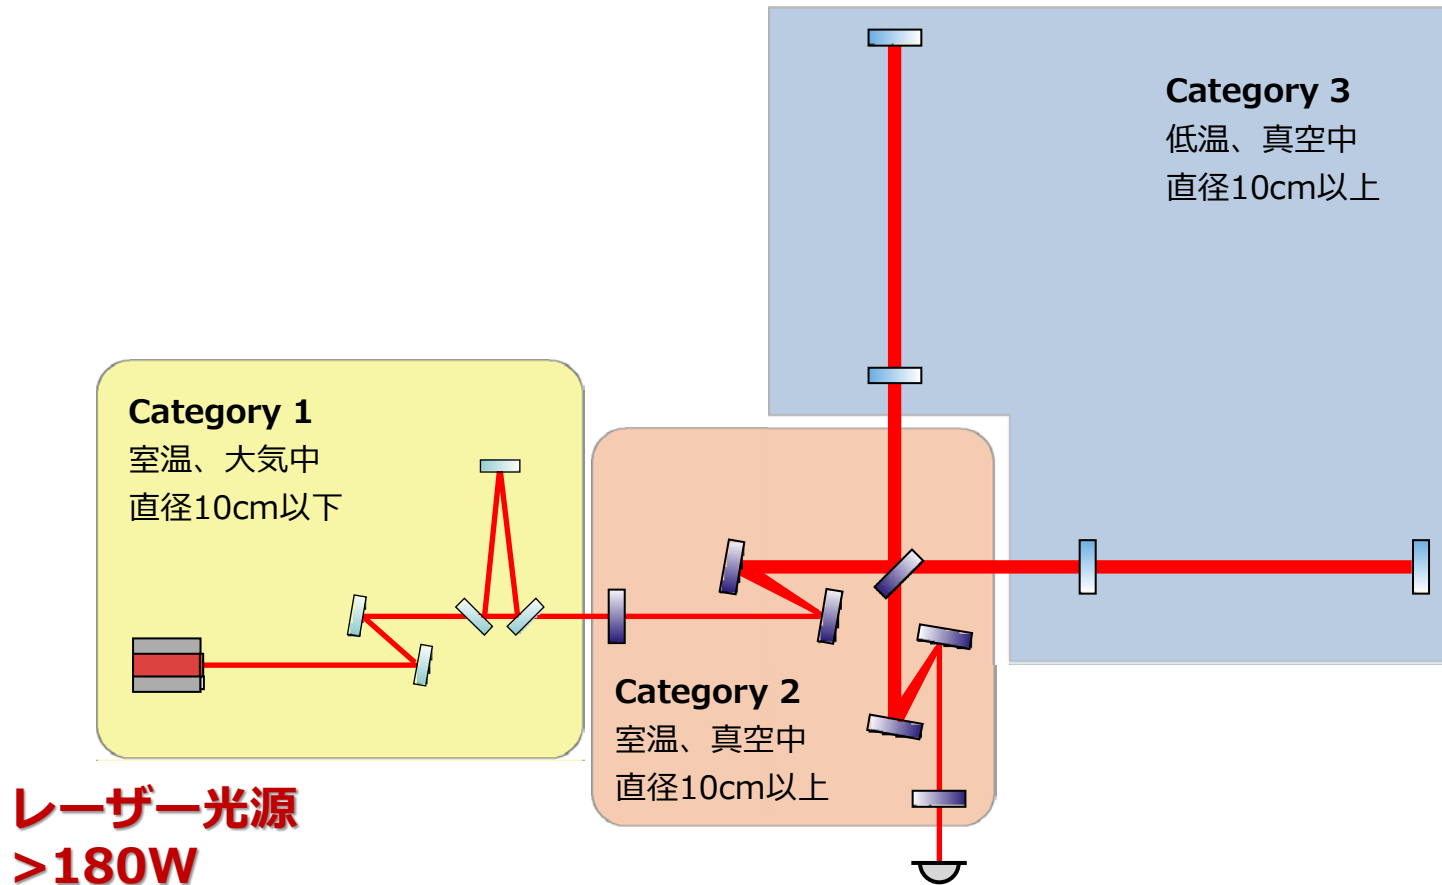 Category 3
低温、真空中
直径10cm以上
Category 1
室温、大気中
直径10cm以下
Category 2
室温、真空中
直径10cm以上
レーザー光源
>180W